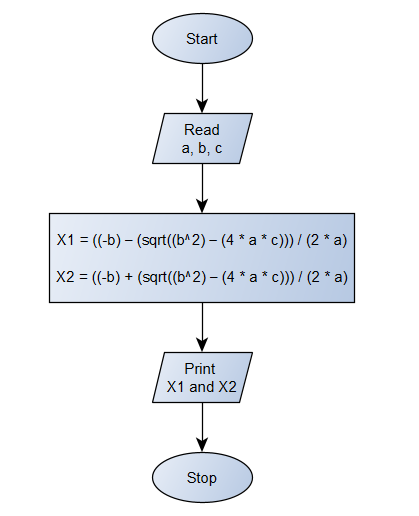 Start
Read
a, b, c
X1 = ((-b) – (sqrt((b^2) – (4 * a * c))) / (2 * a)
X2 = ((-b) + (sqrt((b^2) – (4 * a * c))) / (2 * a)
Print
X1 and X2
Stop